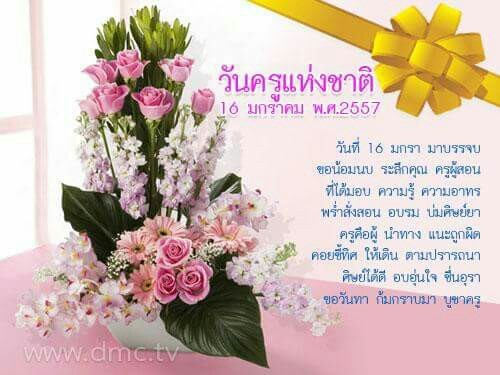 วันครูแห่งชาติ
16 มกราคม พ.ศ.2557
วันที่ 16 มกรา มาบรรจบ
ขอน้อมนบ ระลึกคุณ ครูผู้สอน
ที่ได้มอบ ความรู้ ความอาทร
พร่ำสั่งสอน อบรม บ่มศิษย์ยา
ครูคือผู้ นำทาง แนะถูกผิด
คอยชี้ทิศ ให้เดิน ตามปรารถนา
ศิษย์ได้ดี อบอุ่นใจ ชื่นอุรา
ขอวันทา ก้มกราบมา บูชาครู
www.dmc.tv